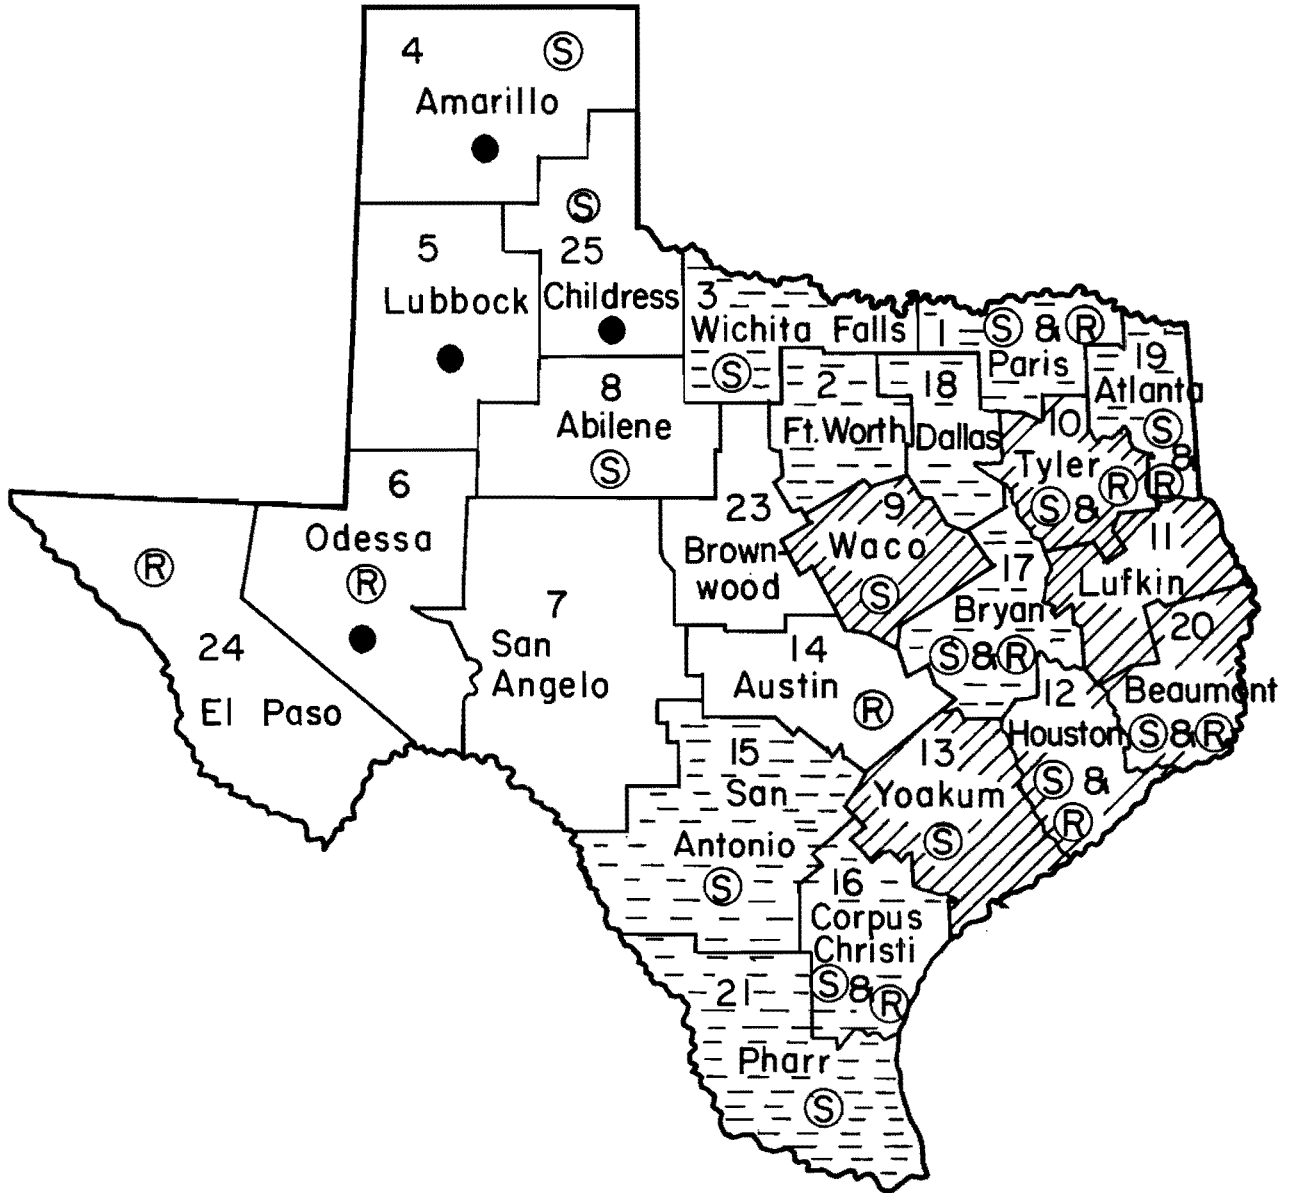 4 S
Amarillo
S
5
25
Lubbock
Childress
3
Wichita Falls
S
1
S & R
Paris
19
Atlanta
S
&
R
8
Abilene
S
2
Ft. Worth
18
Dallas
10
Tyler
S & R
6
Odessa
R
R
24
El Paso
7
San
Angelo
23
Brown-
wood
9
Waco
S
17
Bryan
S & R
11
Lufkin
20
Beaumont
S & R
14
Austin
R
12
Houston
S &
R
13
Yoakum
S
15
San
Antonio
S
16
Corpus
Christi
S & R
21
Pharr
S